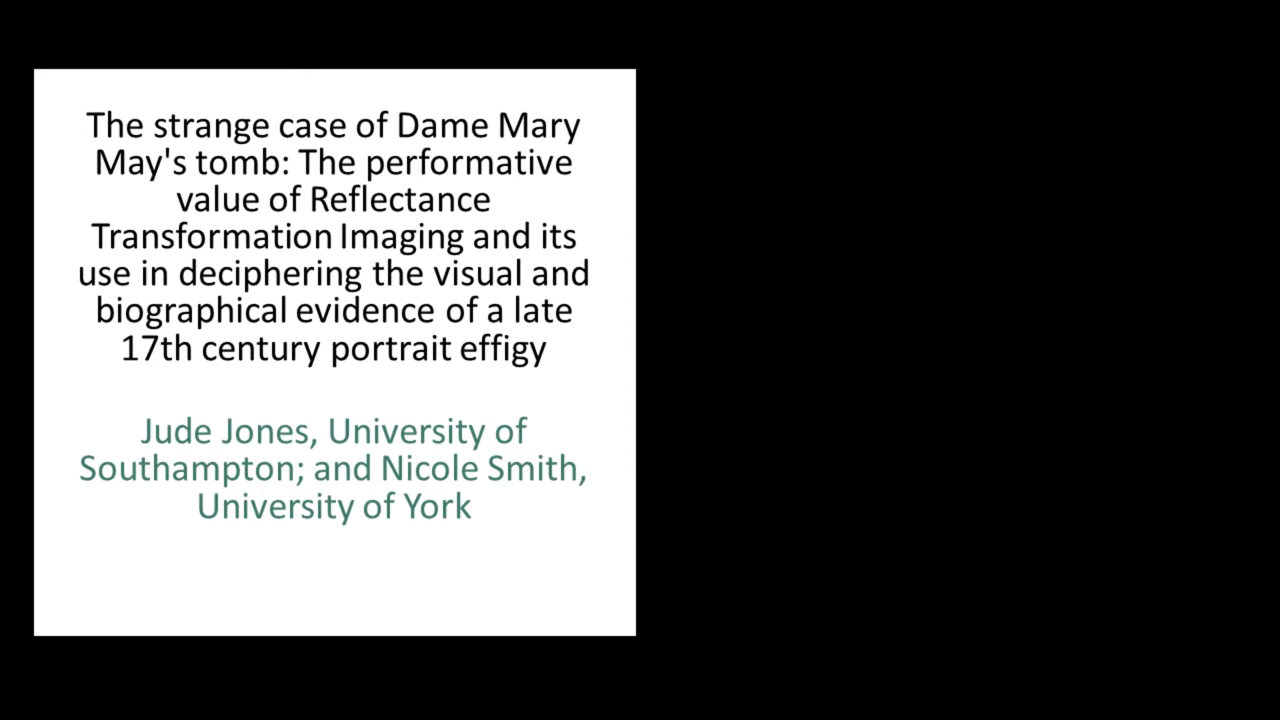 The strange case of Dame Mary
May's tomb: The performative
value of Reflectance
Transformation Imaging and its
use in deciphering the visual and
biographical evidence of a late
17th century portrait effigy
Jude Jones, University of
Southampton; and Nicole Smith,
University of York